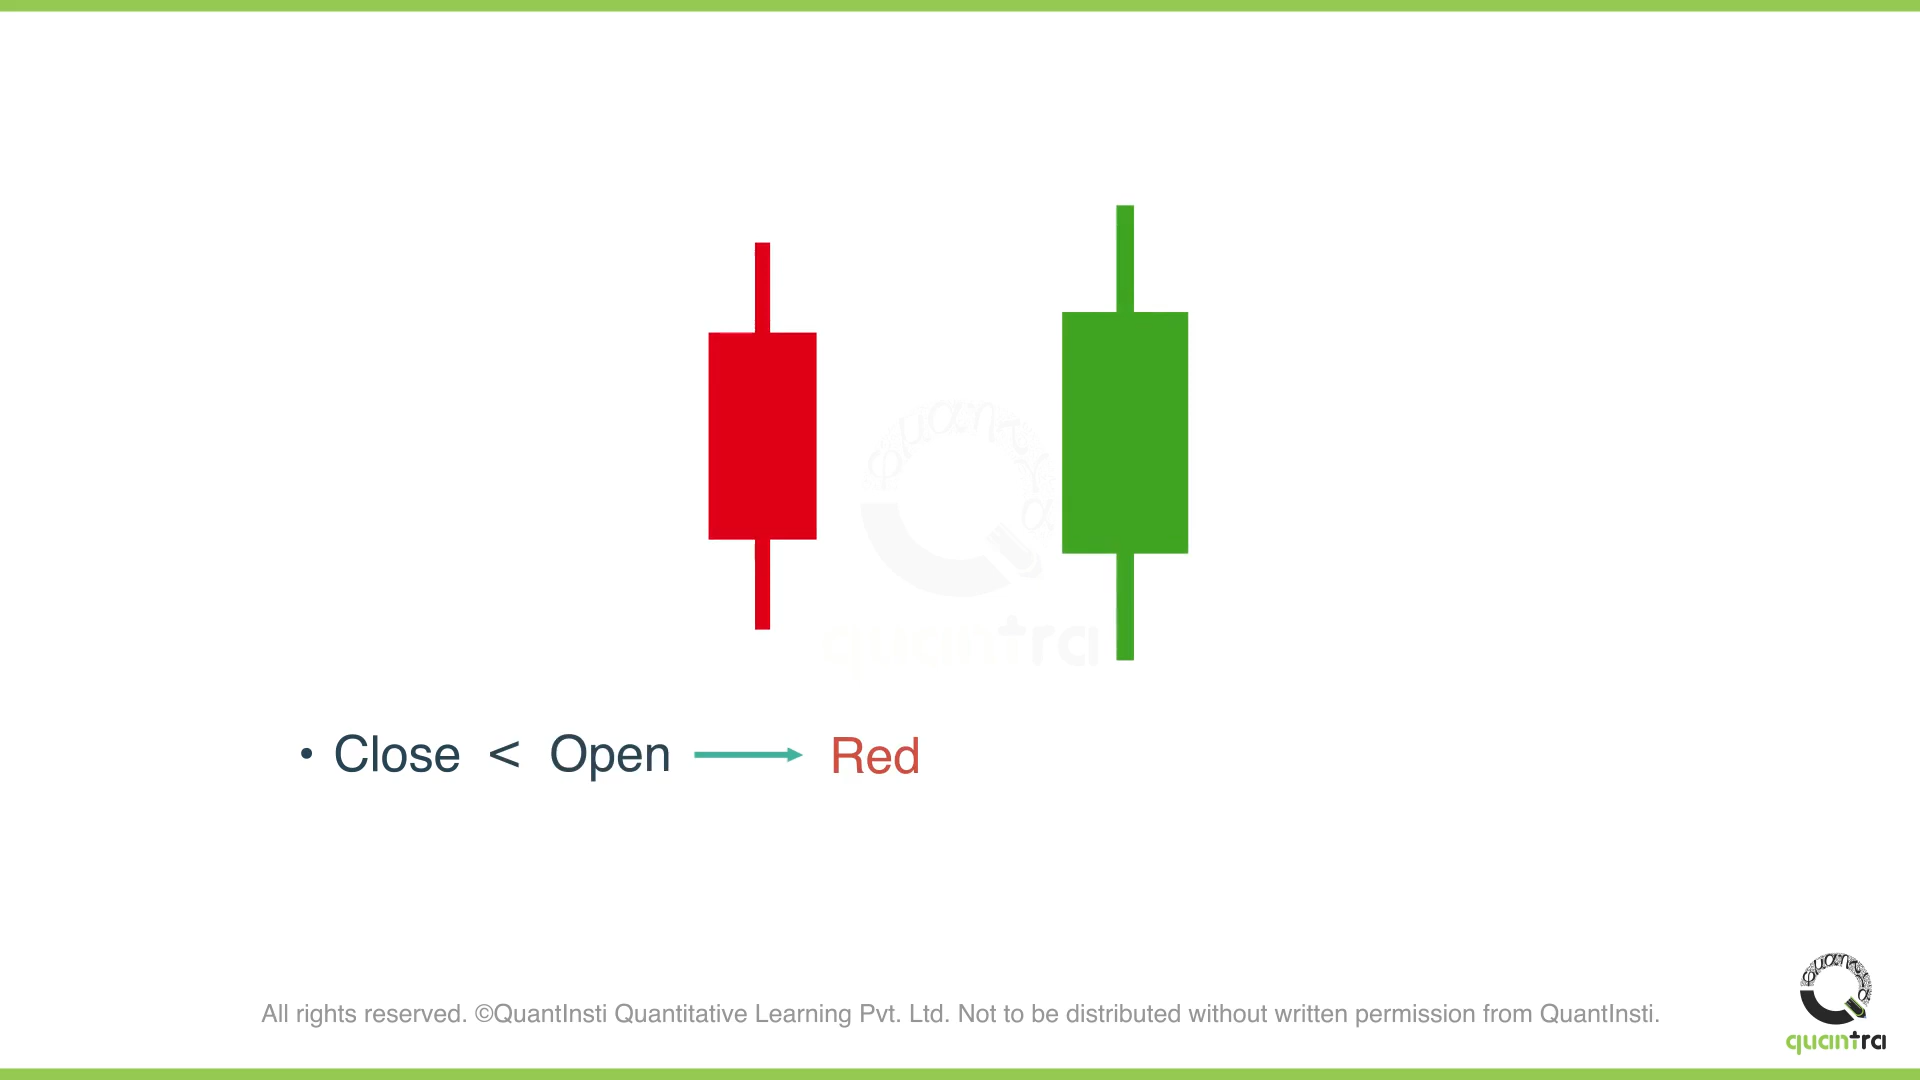 • Close < Open → Red
All rights reserved. ©QuantInsti Quantitative Learning Pvt. Ltd. Not to be distributed without written permission from QuantInsti.
quantra